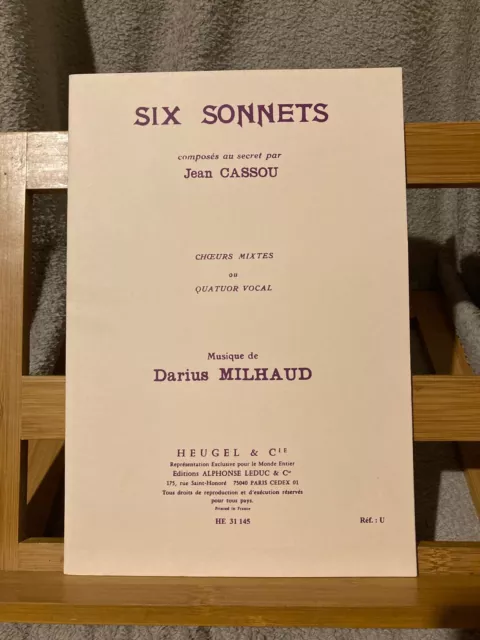 SIX SONNETS
composés au secret par
Jean CASSOU
CHŒURS MIXTES
ou
QUATUOR VOCAL
Musique de
Darius MILHAUD
HEUGEL & Cie
Représentation Exclusive pour le Monde Entier
Editions ALPHONSE LEDUC & Cie
175, rue Saint-Honoré 75040 PARIS CEDEX 01
Tous droits de reproduction et d'exécution réservés
pour tous pays.
Printed in France
HE 31 145 Réf. : U